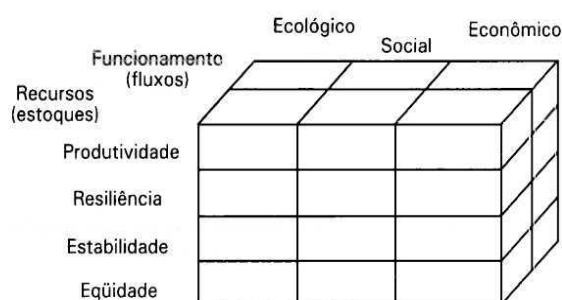 Ecológico
Social
Econômico
Funcionamento
(fluxos)
Recursos
(estoques)
Produtividade
Resiliência
Estabilidade
Eqüidade